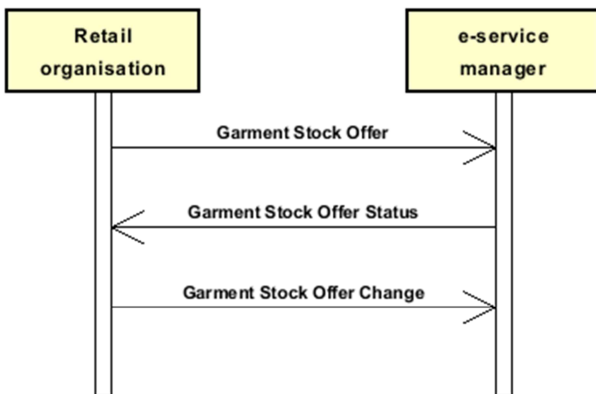 Retail
organisation
e-service
manager
Garment Stock Offer
Garment Stock Offer Status
Garment Stock Offer Change